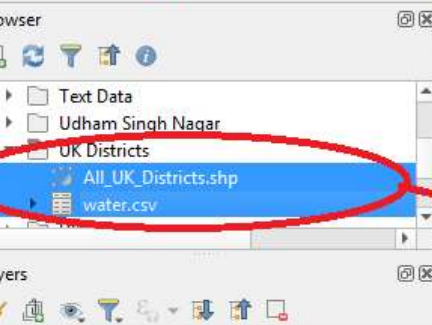 owser
Text Data
Udham Singh Nagar
UK Districts
All_UK_Districts.shp
water.csv
yers